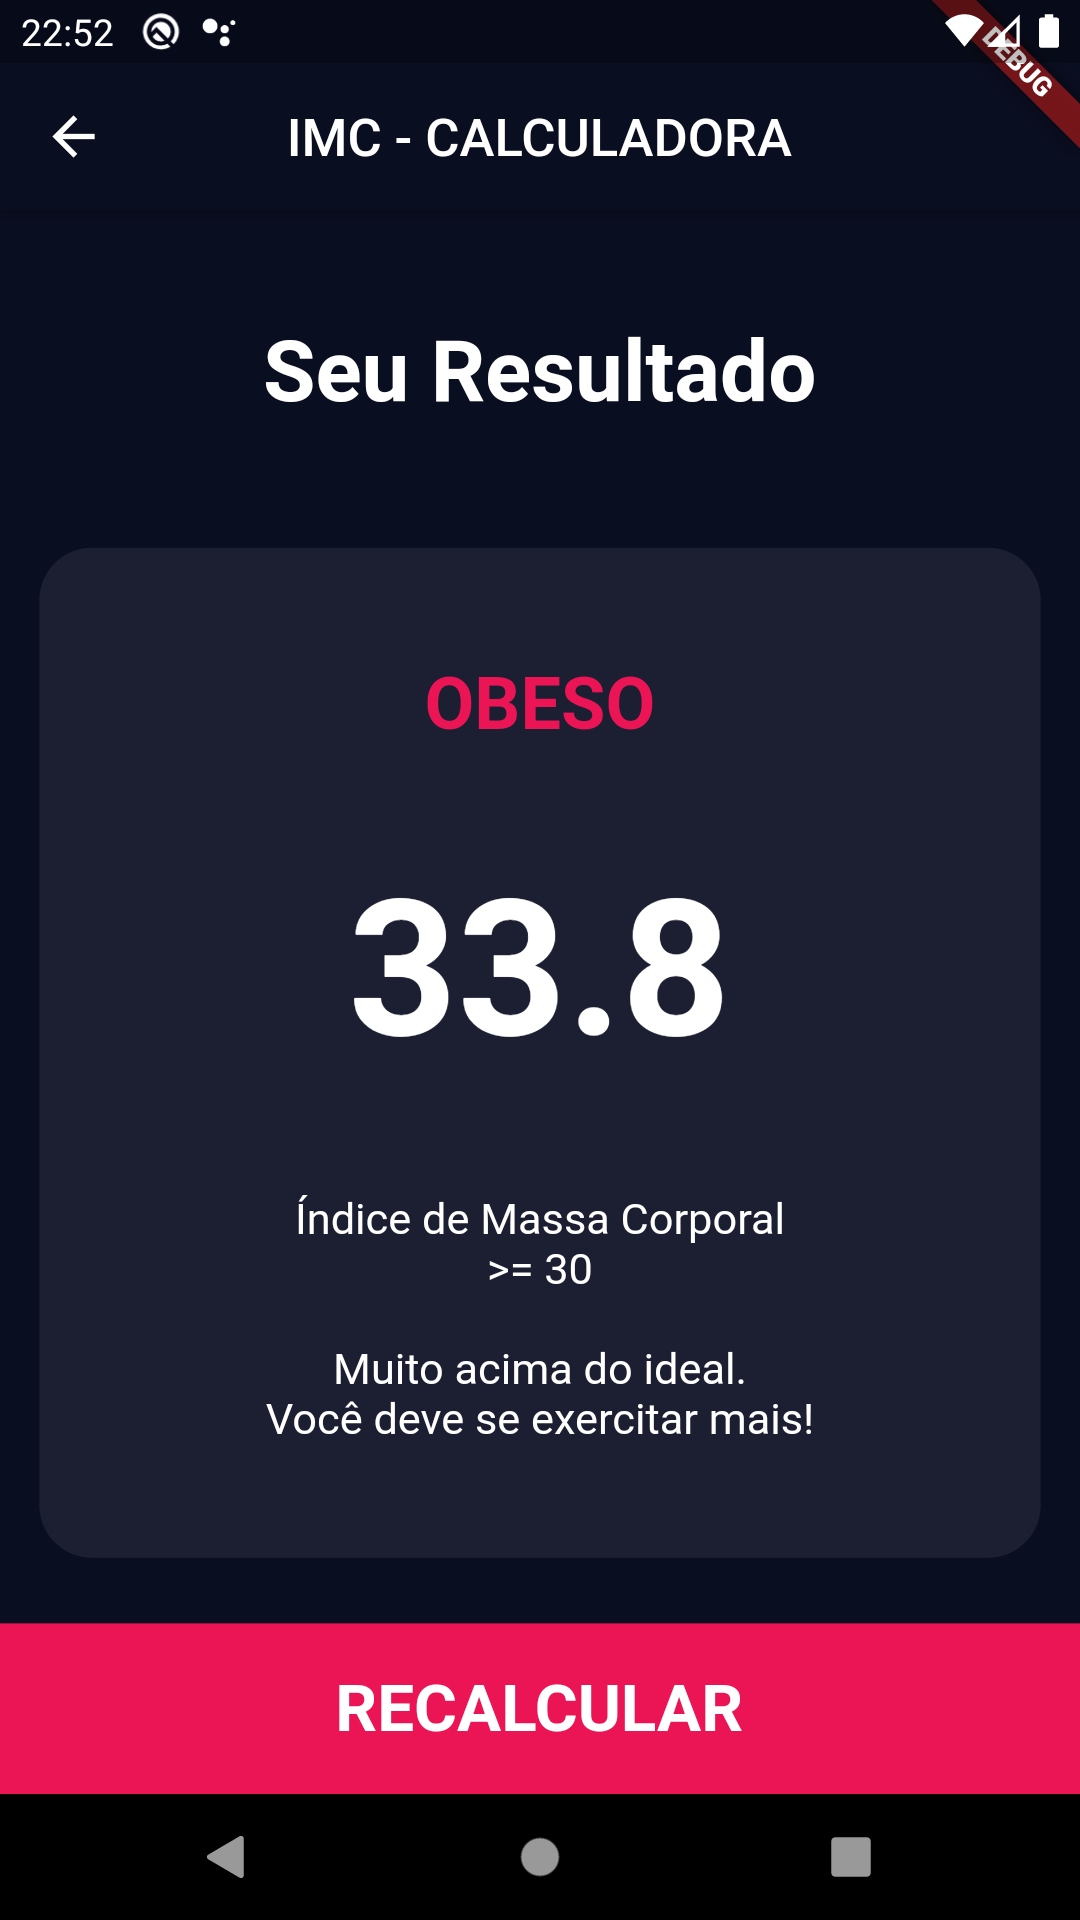 22:52
DEBUG
IMC - CALCULADORA
Seu Resultado
OBESO
33.8
Índice de Massa Corporal
>= 30
Muito acima do ideal.
Você deve se exercitar mais!
RECALCULAR